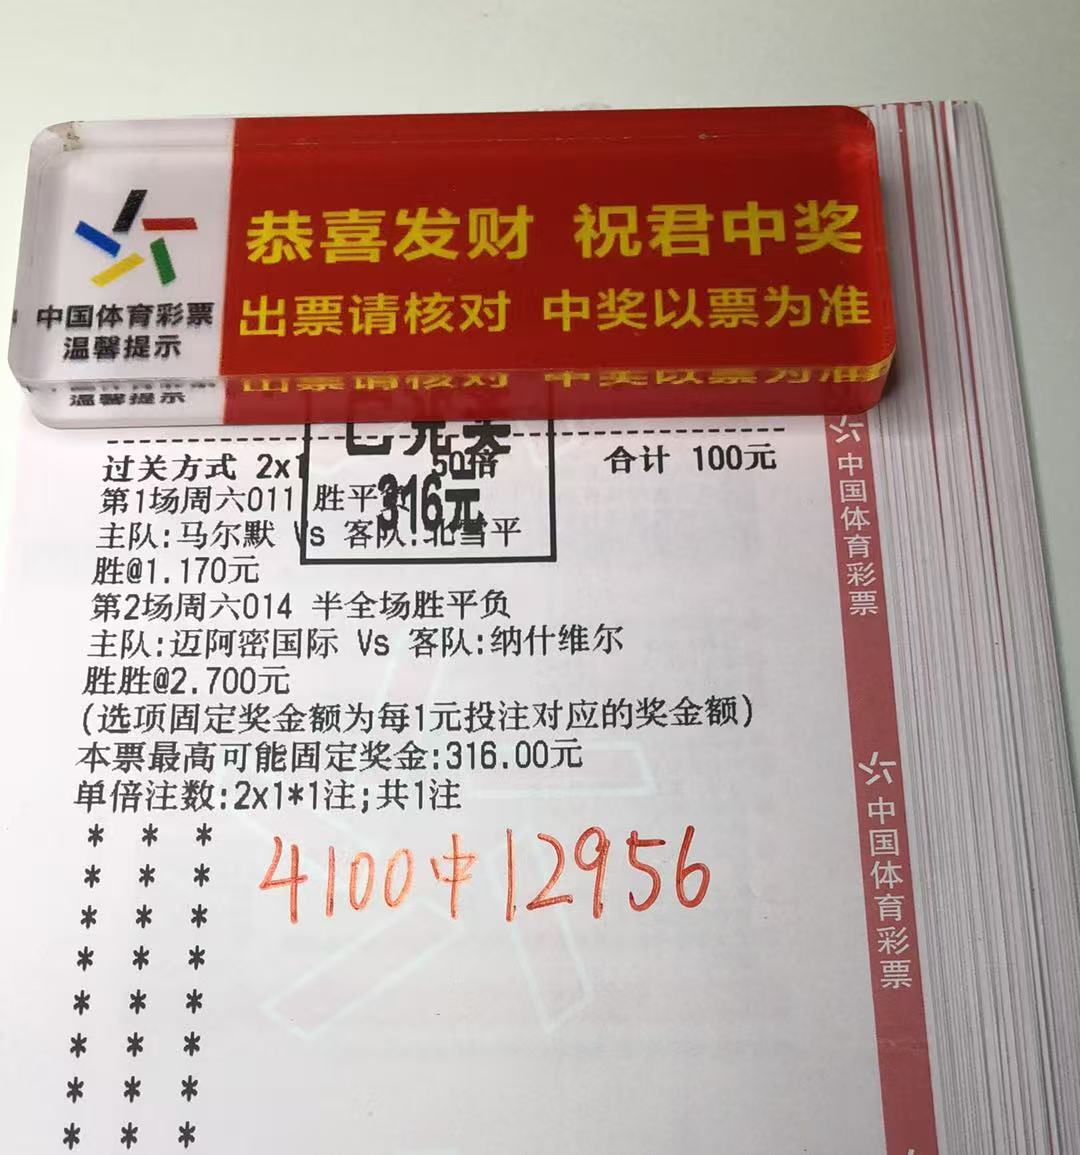 恭喜发财 祝君中奖
中国体育彩票
温馨提示
出票请核对 中奖以票为准
已兑奖
316元
过关方式 2x1 50倍 合计 100元
第1场周六011 胜平负
主队:马尔默 Vs 客队:北雪平
胜@1.170元
第2场周六014 半全场胜平负
主队:迈阿密国际 Vs 客队:纳什维尔
胜胜@2.700元
(选项固定奖金额为每1元投注对应的奖金额)
本票最高可能固定奖金:316.00元
单倍注数:2x1*1注;共1注
* * *
* * *
* * *
* * *
* * *
* * *
* * *
* * *
4100中12956
中国体育彩票
中国体育彩票